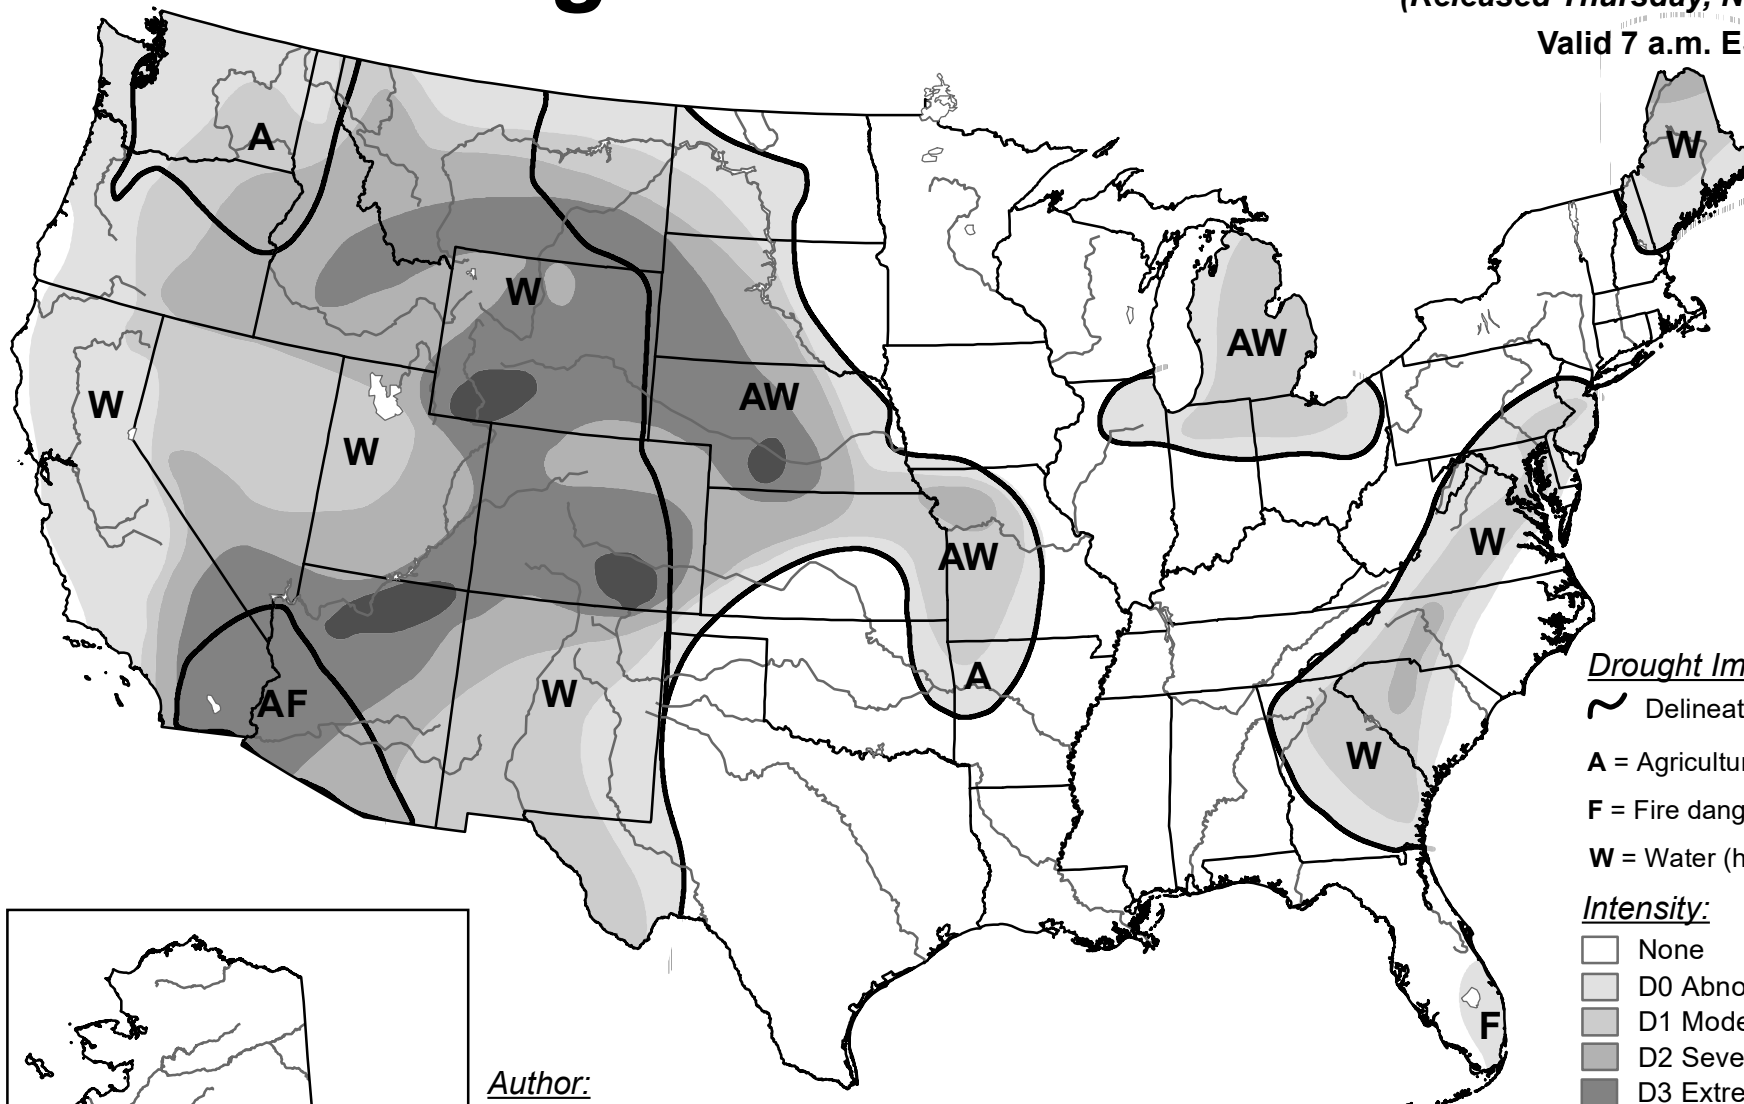 (Released Thursday, N
Valid 7 a.m. E
A
W
W
AW
W
AW
W
W
AW
W
A
AF
W
W
F
Drought Im
Delineat
A = Agricultur
F = Fire dang
W = Water (h
Intensity:
None
D0 Abno
D1 Mode
D2 Seve
D3 Extre
Author: